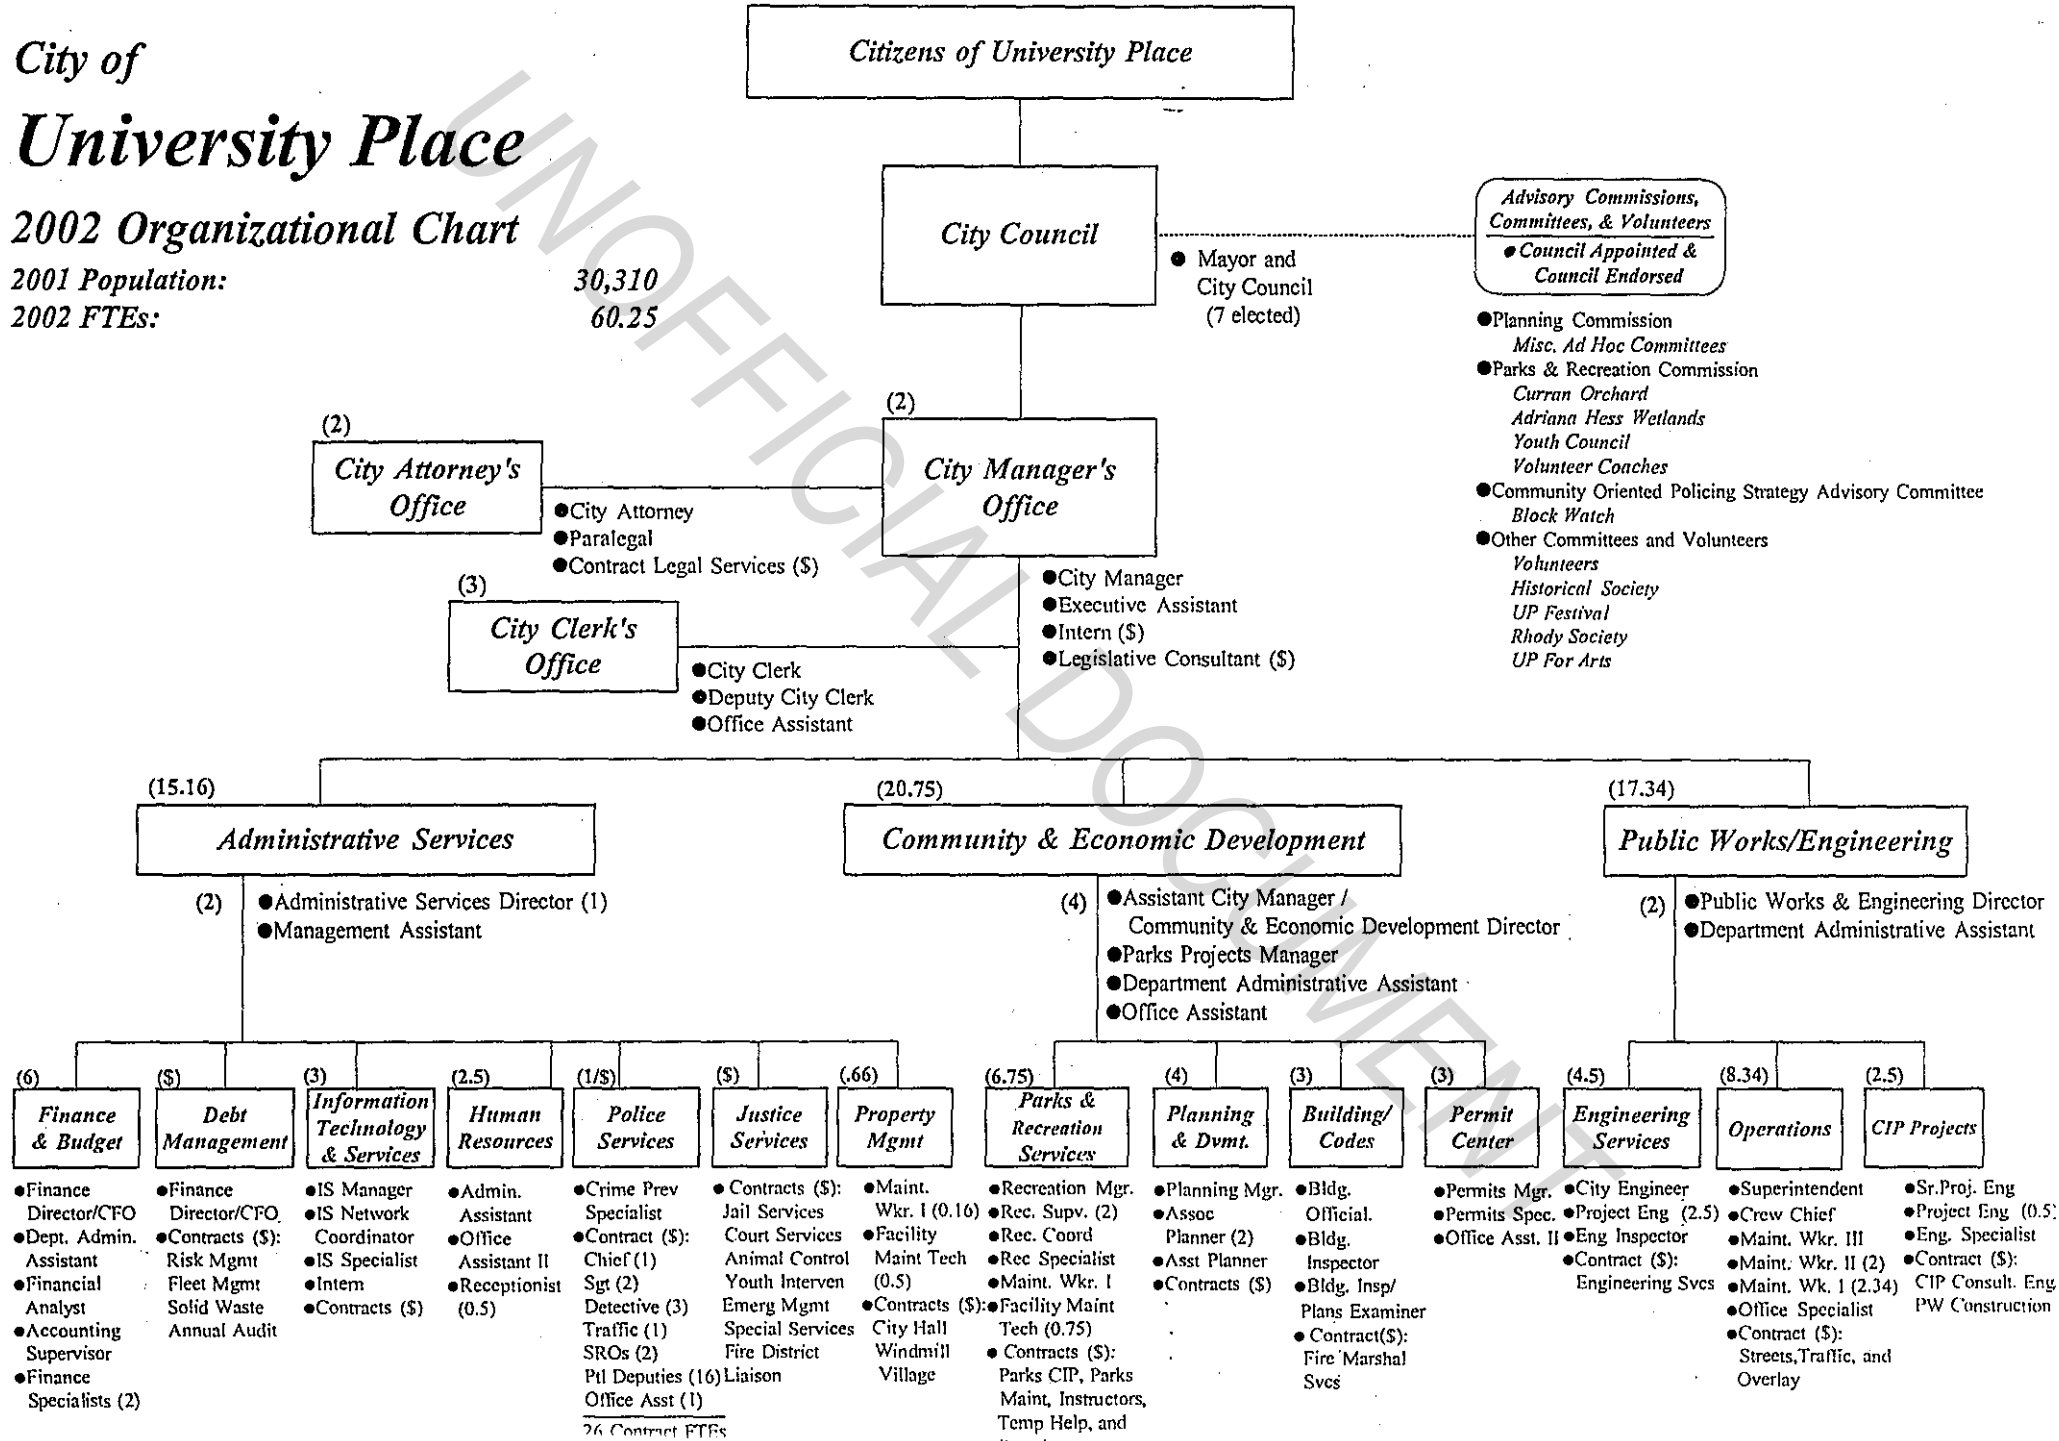 City of
University Place
2002 Organizational Chart
2001 Population: 30,310
2002 FTEs: 60.25
UNOFFICIAL DOCUMENT
Citizens of University Place
City Council
● Mayor and
City Council
(7 elected)
Advisory Commissions,
Committees, & Volunteers
● Council Appointed &
Council Endorsed
●Planning Commission
Misc. Ad Hoc Committees
●Parks & Recreation Commission
Curran Orchard
Adriana Hess Wetlands
Youth Council
Volunteer Coaches
●Community Oriented Policing Strategy Advisory Committee
Block Watch
●Other Committees and Volunteers
Volunteers
Historical Society
UP Festival
Rhody Society
UP For Arts
(2)
City Attorney's
Office
●City Attorney
●Paralegal
●Contract Legal Services ($)
(2)
City Manager's
Office
●City Manager
●Executive Assistant
●Intern ($)
●Legislative Consultant ($)
(3)
City Clerk's
Office
●City Clerk
●Deputy City Clerk
●Office Assistant
(15.16)
Administrative Services
(2)
●Administrative Services Director (1)
●Management Assistant
(20.75)
Community & Economic Development
(4)
●Assistant City Manager /
Community & Economic Development Director
●Parks Projects Manager
●Department Administrative Assistant
●Office Assistant
(17.34)
Public Works/Engineering
(2)
●Public Works & Engineering Director
●Department Administrative Assistant
(6)
Finance
& Budget
●Finance
Director/CFO
●Dept. Admin.
Assistant
●Financial
Analyst
●Accounting
Supervisor
●Finance
Specialists (2)
($)
Debt
Management
●Finance
Director/CFO
●Contracts ($):
Risk Mgmt
Fleet Mgmt
Solid Waste
Annual Audit
(3)
Information
Technology
& Services
●IS Manager
●IS Network
Coordinator
●IS Specialist
●Intern
●Contracts ($)
(2.5)
Human
Resources
●Admin.
Assistant
●Office
Assistant II
●Receptionist
(0.5)
(1/$)
Police
Services
●Crime Prev
Specialist
●Contract ($):
Chief (1)
Sgt (2)
Detective (3)
Traffic (1)
SROs (2)
Ptl Deputies (16)
Office Asst (1)
26 Contract FTEs
($)
Justice
Services
● Contracts ($):
Jail Services
Court Services
Animal Control
Youth Interven
Emerg Mgmt
Special Services
Fire District
Liaison
(.66)
Property
Mgmt
●Maint.
Wkr. I (0.16)
●Facility
Maint Tech
(0.5)
●Contracts ($):
City Hall
Windmill
Village
(6.75)
Parks &
Recreation
Services
●Recreation Mgr.
●Rec. Supv. (2)
●Rec. Coord
●Rec Specialist
●Maint. Wkr. I
●Facility Maint
Tech (0.75)
● Contracts ($):
Parks CIP, Parks
Maint, Instructors,
Temp Help, and
(4)
Planning
& Dvmt.
●Planning Mgr.
●Assoc
Planner (2)
●Asst Planner
●Contracts ($)
(3)
Building/
Codes
●Bldg.
Official.
●Bldg.
Inspector
●Bldg. Insp/
Plans Examiner
● Contract($):
Fire Marshal
Svcs
(3)
Permit
Center
●Permits Mgr.
●Permits Spec.
●Office Asst. II
(4.5)
Engineering
Services
●City Engineer
●Project Eng (2.5)
●Eng Inspector
●Contract ($):
Engineering Svcs
(8.34)
Operations
●Superintendent
●Crew Chief
●Maint. Wkr. III
●Maint. Wkr. II (2)
●Maint. Wk. I (2.34)
●Office Specialist
●Contract ($):
Streets,Traffic, and
Overlay
(2.5)
CIP Projects
●Sr.Proj. Eng
●Project Eng (0.5)
●Eng. Specialist
●Contract ($):
CIP Consult. Eng.
PW Construction